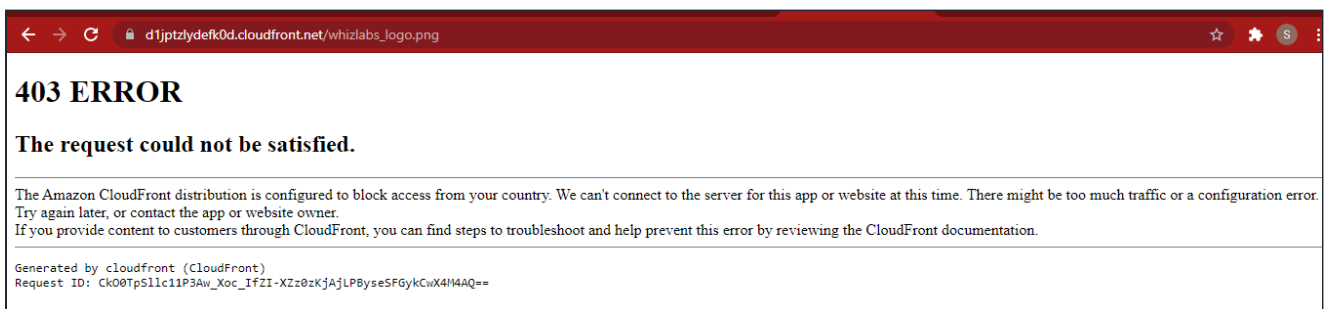 d1jptzlydefk0d.cloudfront.net/whizlabs_logo.png
S
403 ERROR
The request could not be satisfied.
The Amazon CloudFront distribution is configured to block access from your country. We can't connect to the server for this app or website at this time. There might be too much traffic or a configuration error.
Try again later, or contact the app or website owner.
If you provide content to customers through CloudFront, you can find steps to troubleshoot and help prevent this error by reviewing the CloudFront documentation.
Generated by cloudfront (CloudFront)
Request ID: CkO0TpSllc11P3Aw_Xoc_IfZI-XZz0zKjAjLPByseSFGykCwX4M4AQ==